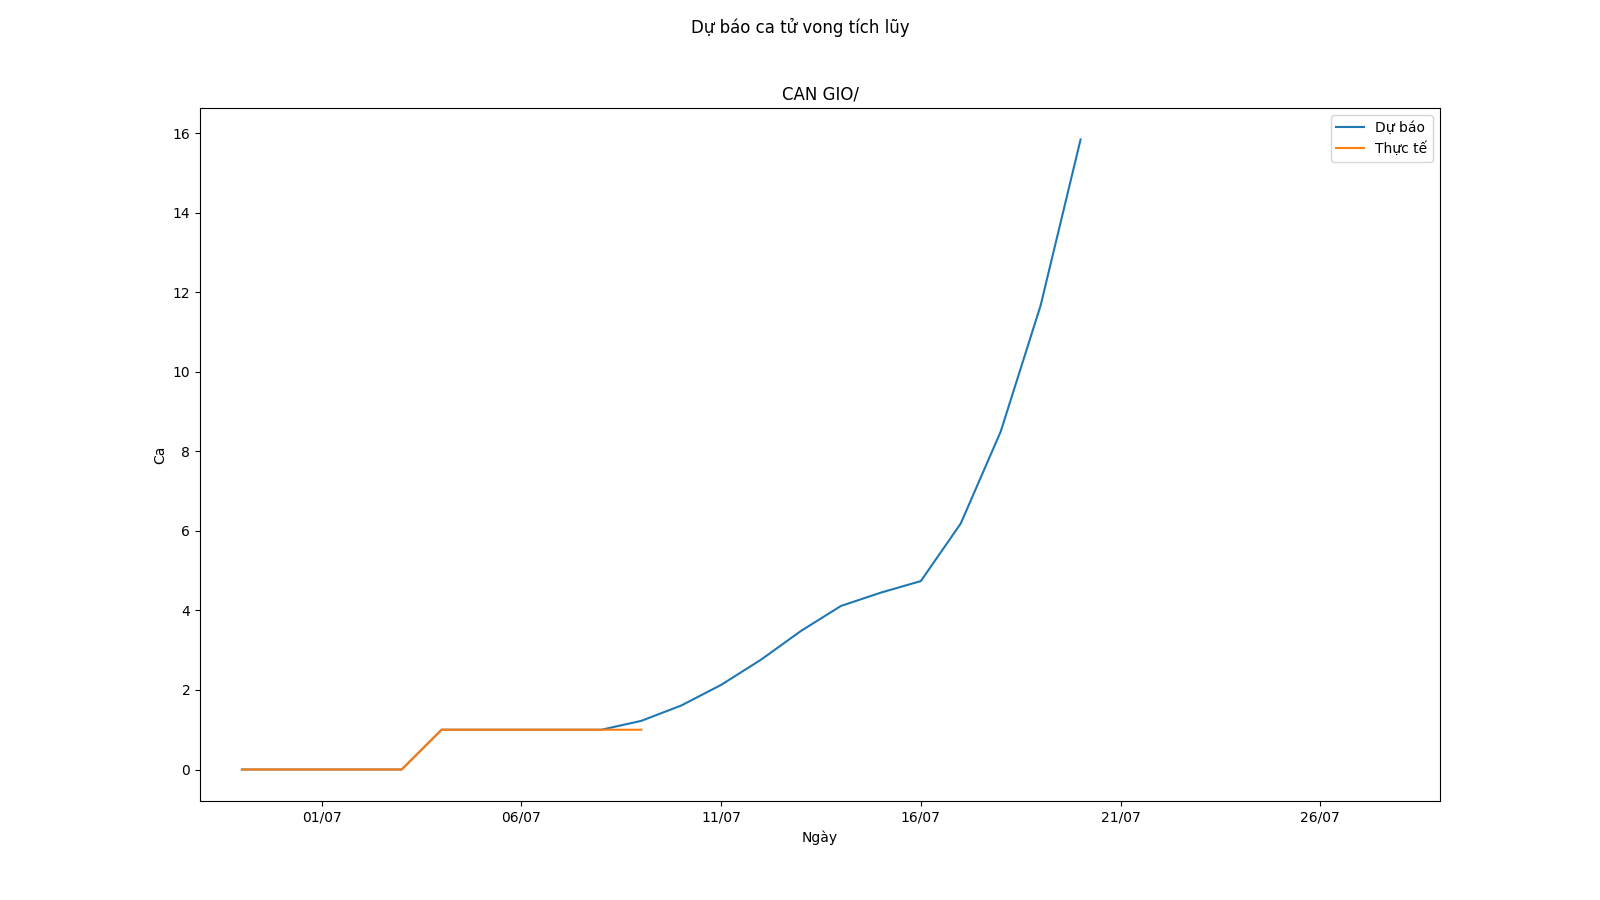 Dự báo ca tử vong tích lũy
CAN GIO/
Dự báo
Thực tế
16
14
12
10
8
6
4
2
0
Ca
01/07
06/07
11/07
16/07
21/07
26/07
Ngày